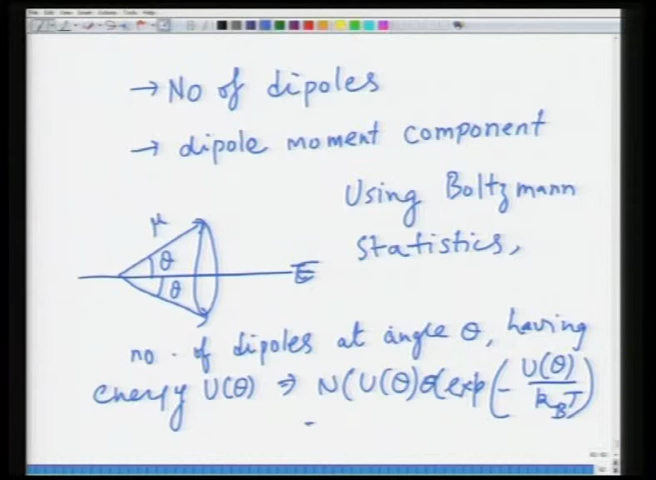 → No of dipoles
→ dipole moment component
Using Boltzmann
Statistics,
μ
θ
θ
E
no. of dipoles at angle θ, having
energy U(θ) ⇒ N(U(θ) α exp(-U(θ)/k_BT)